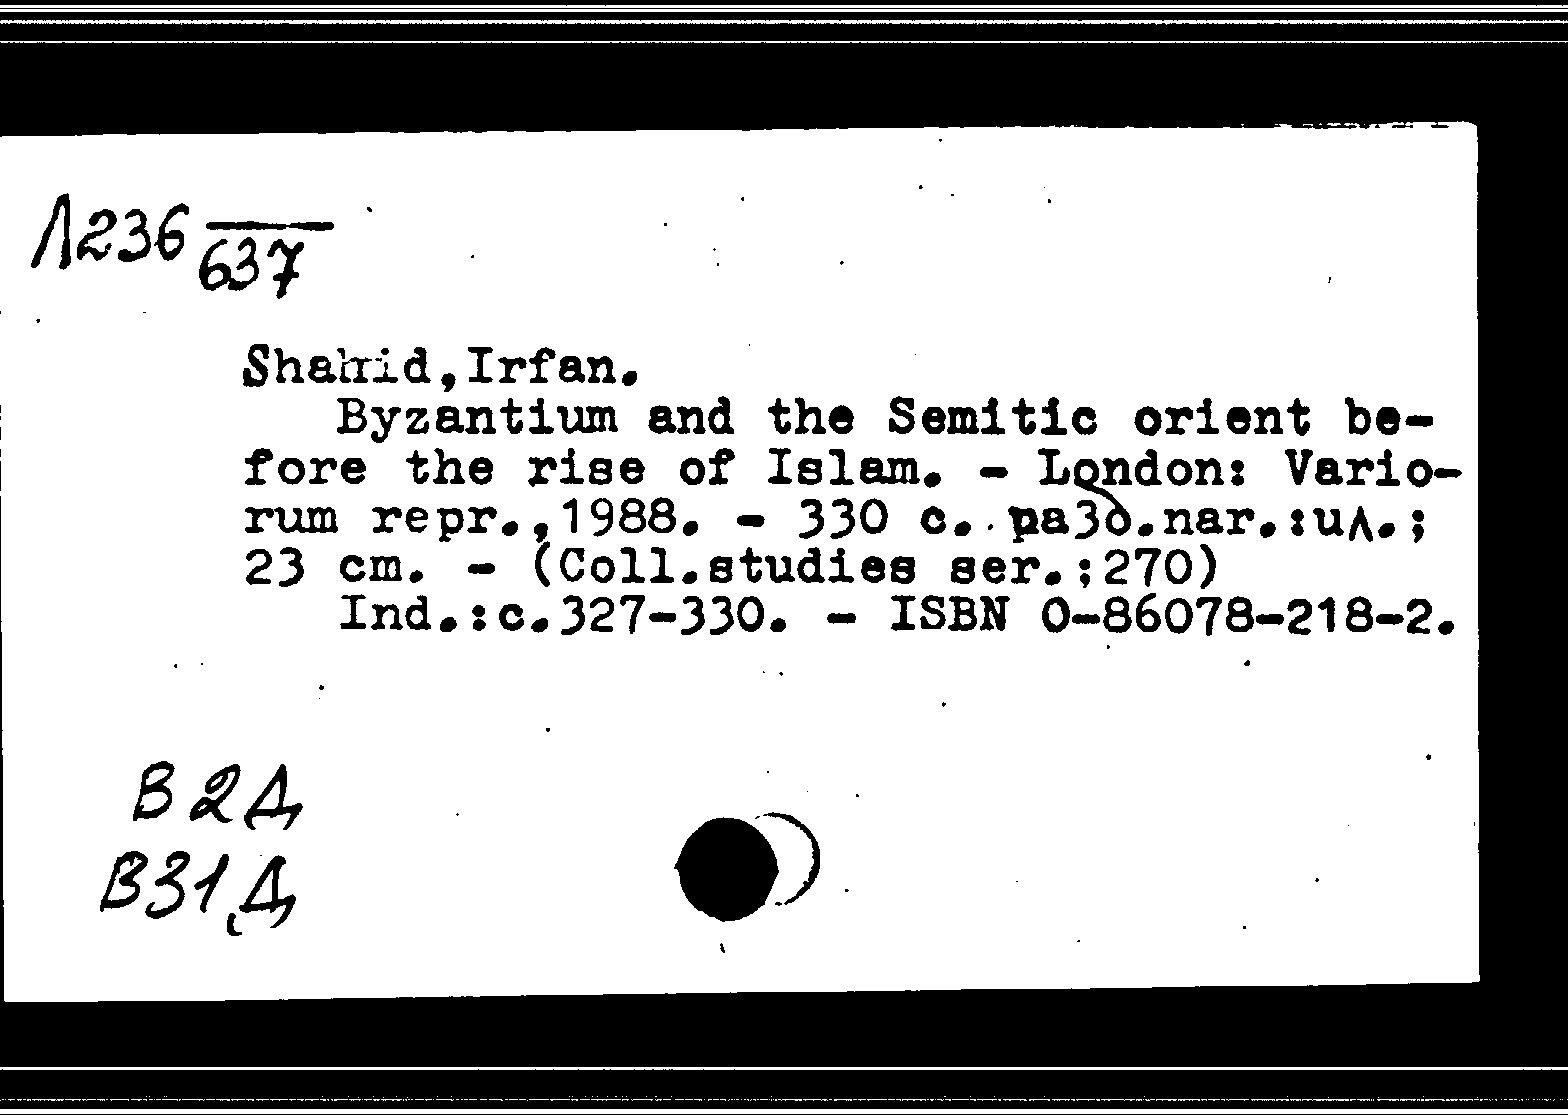 Л236 637
Shahid,Irfan.
Byzantium and the Semitic orient be-
fore the rise of Islam. - London: Vario-
rum repr.,1988. - 330 c. разд.паг.:ил.;
23 cm. - (Coll.studies ser.;270)
Ind.:c.327-330. - ISBN 0-86078-218-2.
В2Д
В31Д